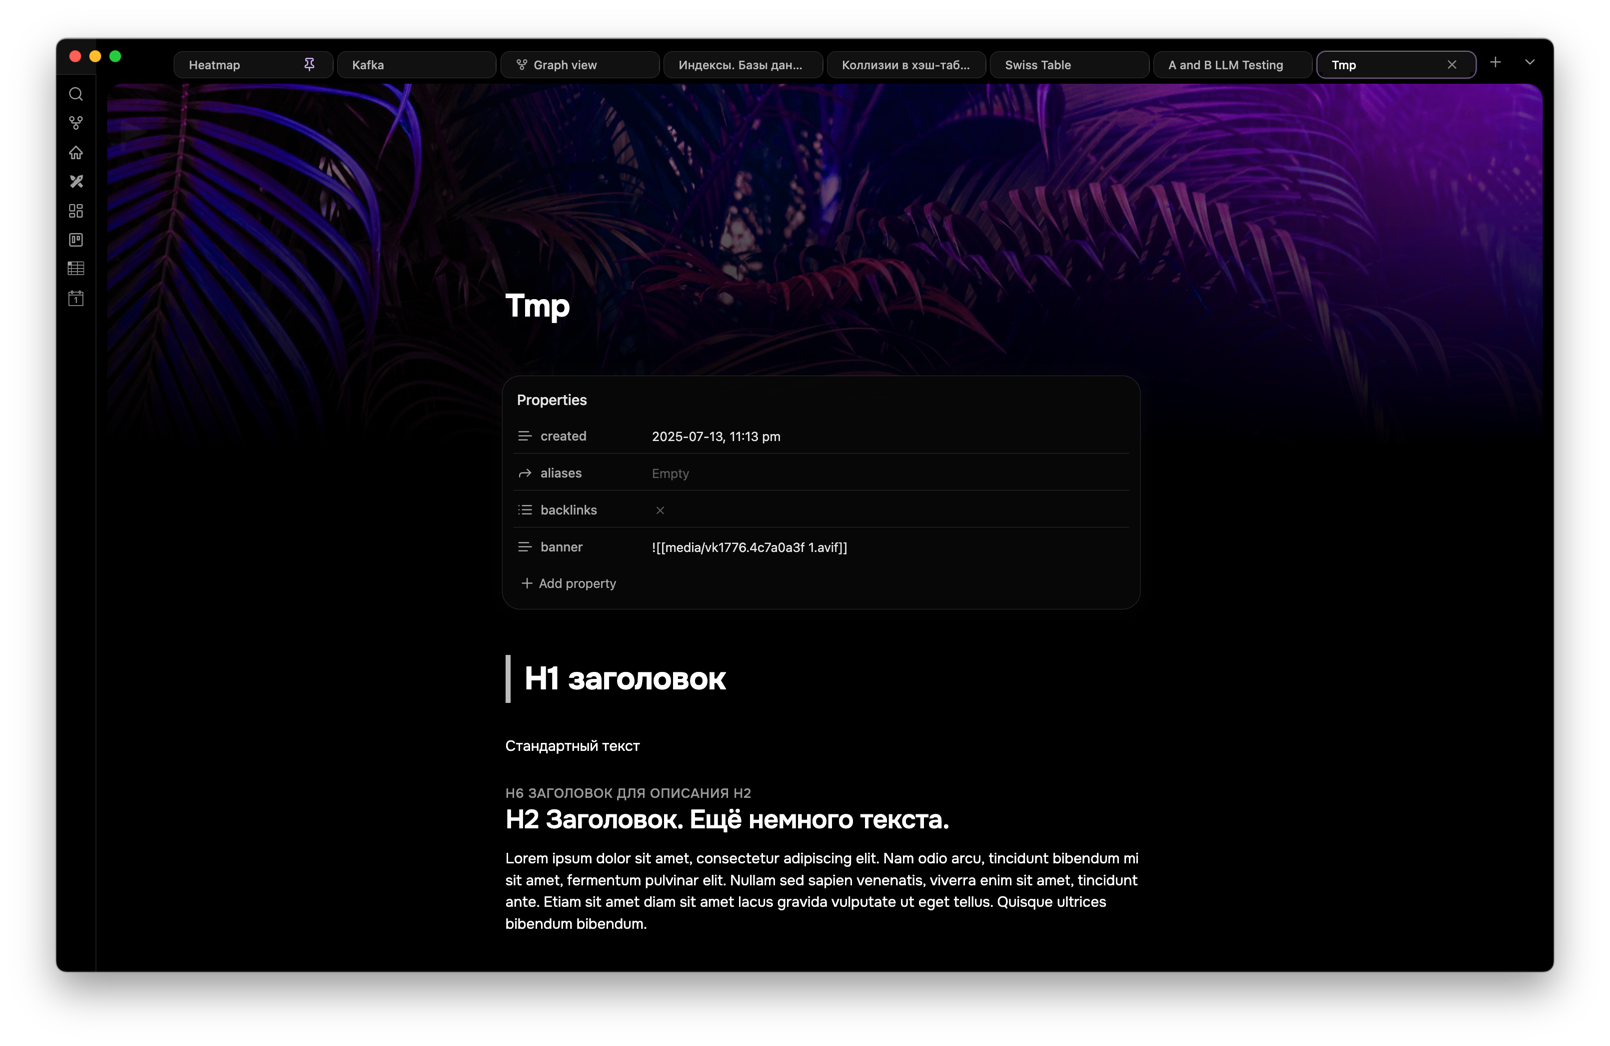 Heatmap
Kafka
Graph view
Индексы. Базы дан...
Коллизии в хэш-таб...
Swiss Table
A and B LLM Testing
Tmp
1
Tmp
Properties
created 2025-07-13, 11:13 pm
aliases Empty
backlinks
banner ![[media/vk1776.4c7a0a3f 1.avif]]
Add property
H1 заголовок
Стандартный текст
H6 ЗАГОЛОВОК ДЛЯ ОПИСАНИЯ H2
H2 Заголовок. Ещё немного текста.
Lorem ipsum dolor sit amet, consectetur adipiscing elit. Nam odio arcu, tincidunt bibendum mi
sit amet, fermentum pulvinar elit. Nullam sed sapien venenatis, viverra enim sit amet, tincidunt
ante. Etiam sit amet diam sit amet lacus gravida vulputate ut eget tellus. Quisque ultrices
bibendum bibendum.